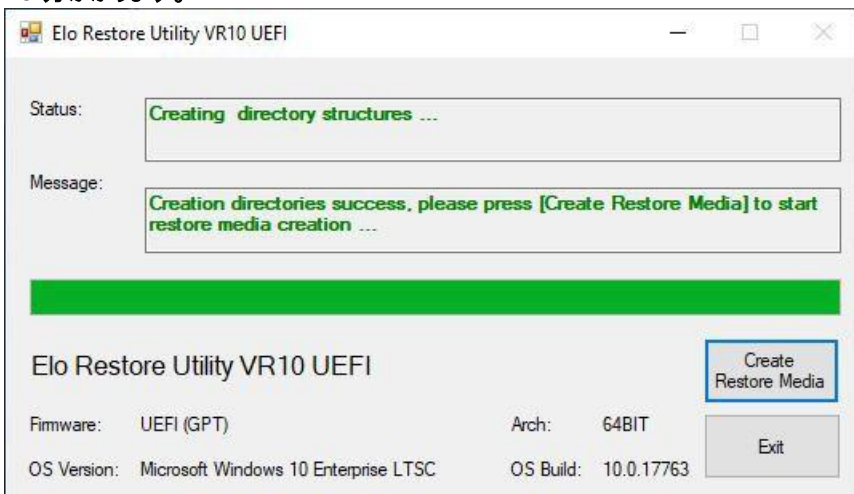 Elo Restore Utility VR10 UEFI
Status:
Creating directory structures ...
Message:
Creation directories success, please press [Create Restore Media] to start
restore media creation ...
Elo Restore Utility VR10 UEFI
Create
Restore Media
Firmware:
UEFI (GPT)
Arch:
64BIT
Exit
OS Version:
Microsoft Windows 10 Enterprise LTSC
OS Build:
10.0.17763